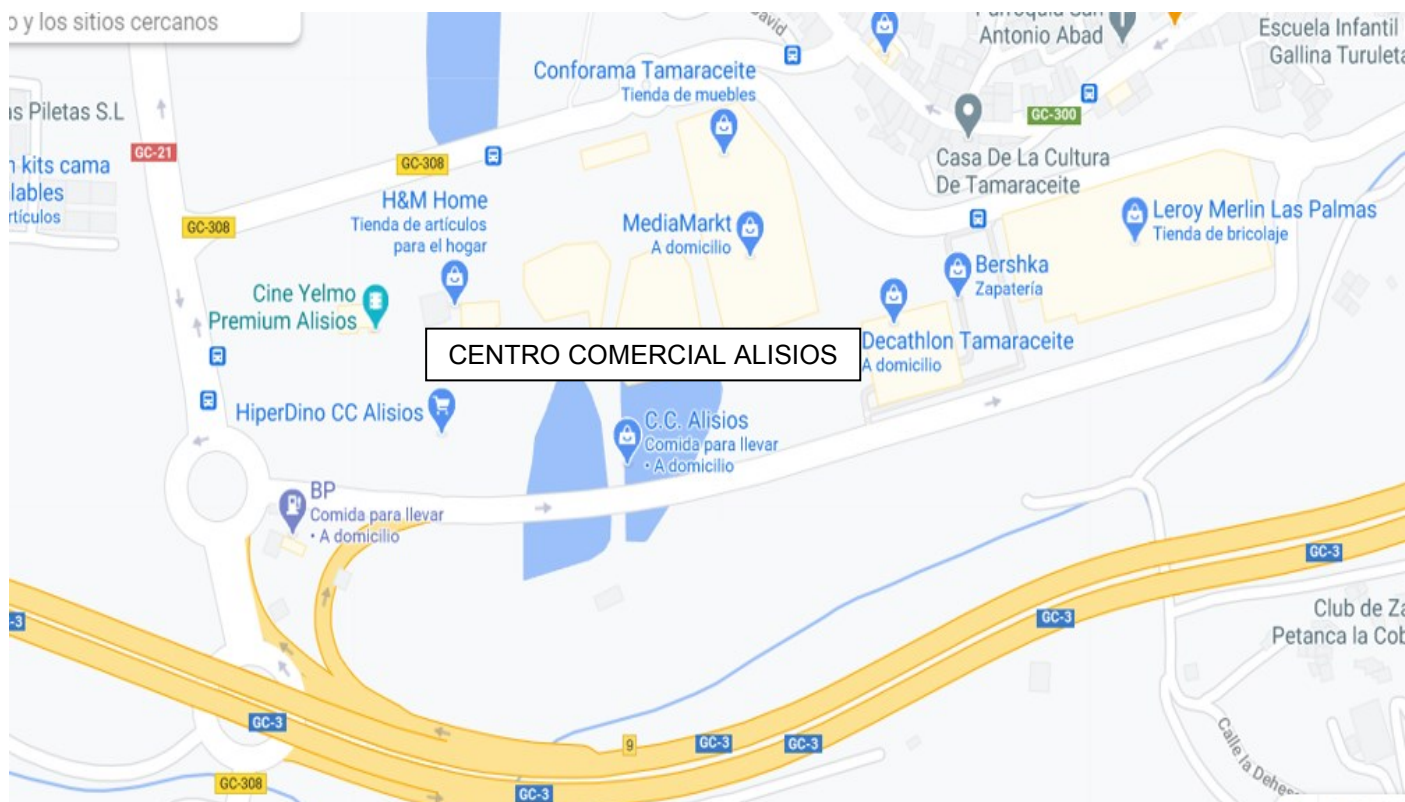 o y los sitios cercanos
David
Antonio Abad
Escuela Infantil
Gallina Turuleta
Conforama Tamaraceite
Tienda de muebles
as Piletas S.L
GC-300
GC-21
GC-308
Casa De La Cultura
De Tamaraceite
n kits cama
lables
rtículos
H&M Home
Tienda de artículos
para el hogar
GC-308
MediaMarkt
A domicilio
Leroy Merlin Las Palmas
Tienda de bricolaje
Bershka
Zapatería
Cine Yelmo
Premium Alisios
CENTRO COMERCIAL ALISIOS
Decathlon Tamaraceite
A domicilio
HiperDino CC Alisios
C.C. Alisios
Comida para llevar
• A domicilio
BP
Comida para llevar
• A domicilio
GC-3
-3
GC-3
Club de Za
Petanca la Cob
GC-3
9
GC-3
GC-3
GC-308
GC-3
Calle la Dehes